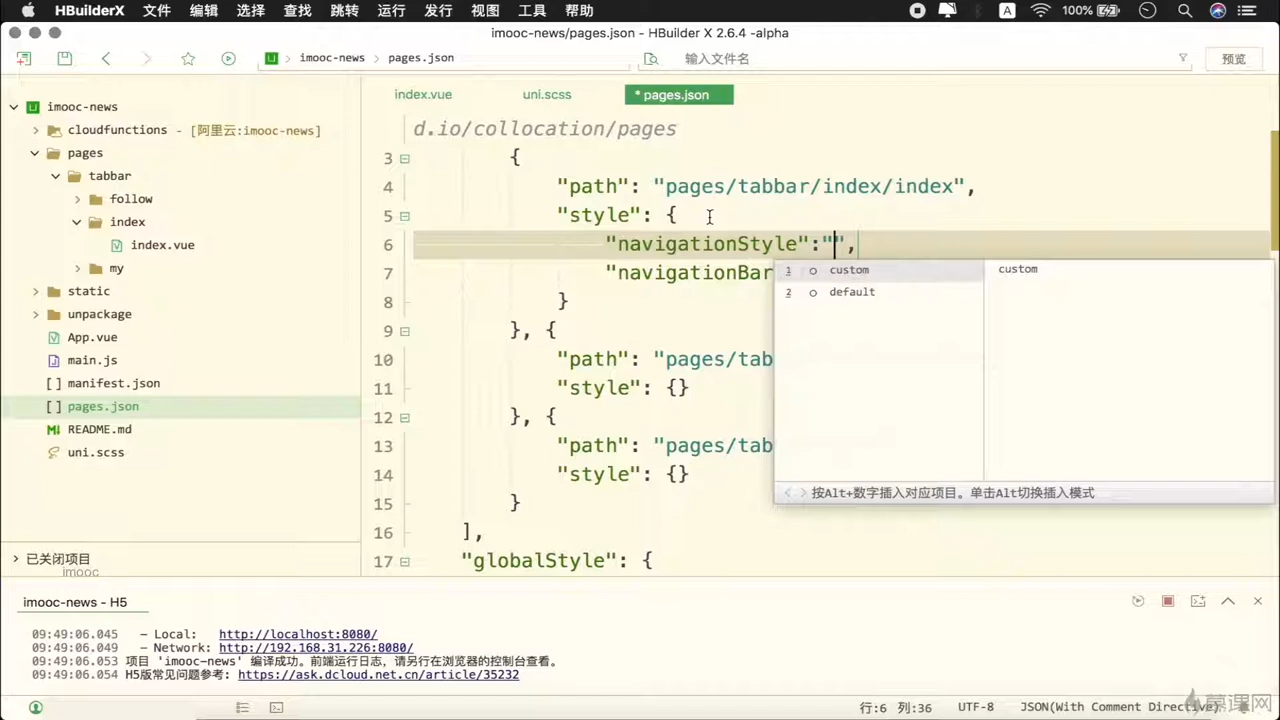 HBuilderX 文件 编辑 选择 查找 跳转 运行 发行 视图 工具 帮助 A 100%
imooc-news/pages.json - HBuilder X 2.6.4 -alpha
U imooc-news pages.json 输入文件名 预览
index.vue uni.scss * pages.json
U imooc-news
cloudfunctions - [阿里云:imooc-news]
pages
tabbar
follow
index
index.vue
my
static
unpackage
App.vue
main.js
[ ] manifest.json
[ ] pages.json
README.md
uni.scss
已关闭项目
imooc
d.io/collocation/pages
3 {
4 "path": "pages/tabbar/index/index",
5 "style": {
6 "navigationStyle":"",
7 "navigationBar
8 }
9 }, {
10 "path": "pages/tab
11 "style": {}
12 }, {
13 "path": "pages/tab
14 "style": {}
15 }
16 ],
17 "globalStyle": {
1 custom custom
2 default
按Alt+数字插入对应项目。单击Alt切换插入模式
imooc-news - H5
09:49:06.045 - Local: http://localhost:8080/
09:49:06.049 - Network: http://192.168.31.226:8080/
09:49:06.053 项目 'imooc-news' 编译成功。前端运行日志，请另行在浏览器的控制台查看。
09:49:06.054 H5版常见问题参考: https://ask.dcloud.net.cn/article/35232
行:6 列:36 UTF-8 JSON(With Comment Directive)
慕课网